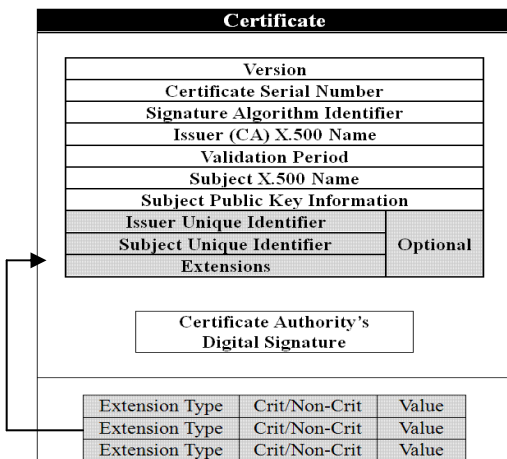 Certificate
Version
Certificate Serial Number
Signature Algorithm Identifier
Issuer (CA) X.500 Name
Validation Period
Subject X.500 Name
Subject Public Key Information
Issuer Unique Identifier
Subject Unique Identifier
Optional
Extensions
Certificate Authority's
Digital Signature
Extension Type Crit/Non-Crit Value
Extension Type Crit/Non-Crit Value
Extension Type Crit/Non-Crit Value